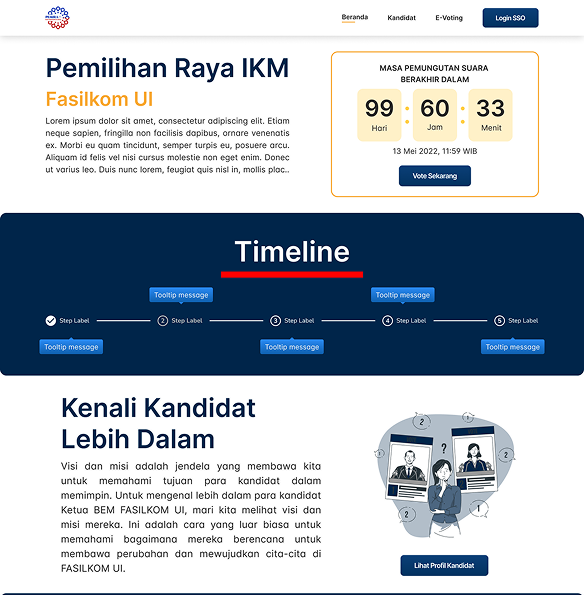 PEMIRA
Beranda
Kandidat
E-Voting
Login SSO
Pemilihan Raya IKM
Fasilkom UI
Lorem ipsum dolor sit amet, consectetur adipiscing elit. Etiam
neque sapien, fringilla non facilisis dapibus, ornare venenatis
ex. Morbi eu quam tincidunt, semper turpis eu, posuere arcu.
Aliquam id felis vel nisi cursus molestie non eget enim. Donec
ut varius leo. Duis nunc lorem, feugiat quis nisl in, mollis plac..
MASA PEMUNGUTAN SUARA
BERAKHIR DALAM
99 : 60 : 33
Hari Jam Menit
13 Mei 2022, 11:59 WIB
Vote Sekarang
Timeline
Tooltip message
Tooltip message
Step Label
2 Step Label
3 Step Label
4 Step Label
5 Step Label
Tooltip message
Tooltip message
Tooltip message
Kenali Kandidat
Lebih Dalam
Visi dan misi adalah jendela yang membawa kita
untuk memahami tujuan para kandidat dalam
memimpin. Untuk mengenal lebih dalam para kandidat
Ketua BEM FASILKOM UI, mari kita melihat visi dan
misi mereka. Ini adalah cara yang luar biasa untuk
memahami bagaimana mereka berencana untuk
membawa perubahan dan mewujudkan cita-cita di
FASILKOM UI.
2
1
1
2
?
2
1
Lihat Profil Kandidat